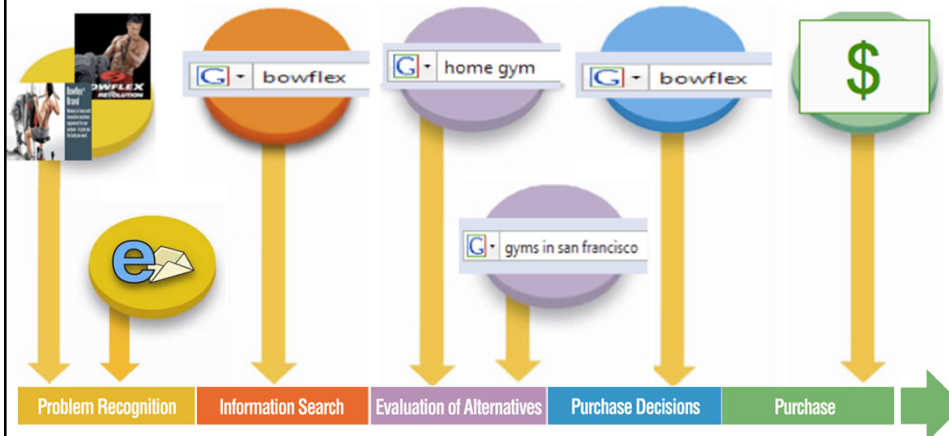 BOWFLEX
REVOLUTION
Bowflex®
Brand
G bowflex
G home gym
G bowflex
$
e
G gyms in san francisco
Problem Recognition
Information Search
Evaluation of Alternatives
Purchase Decisions
Purchase